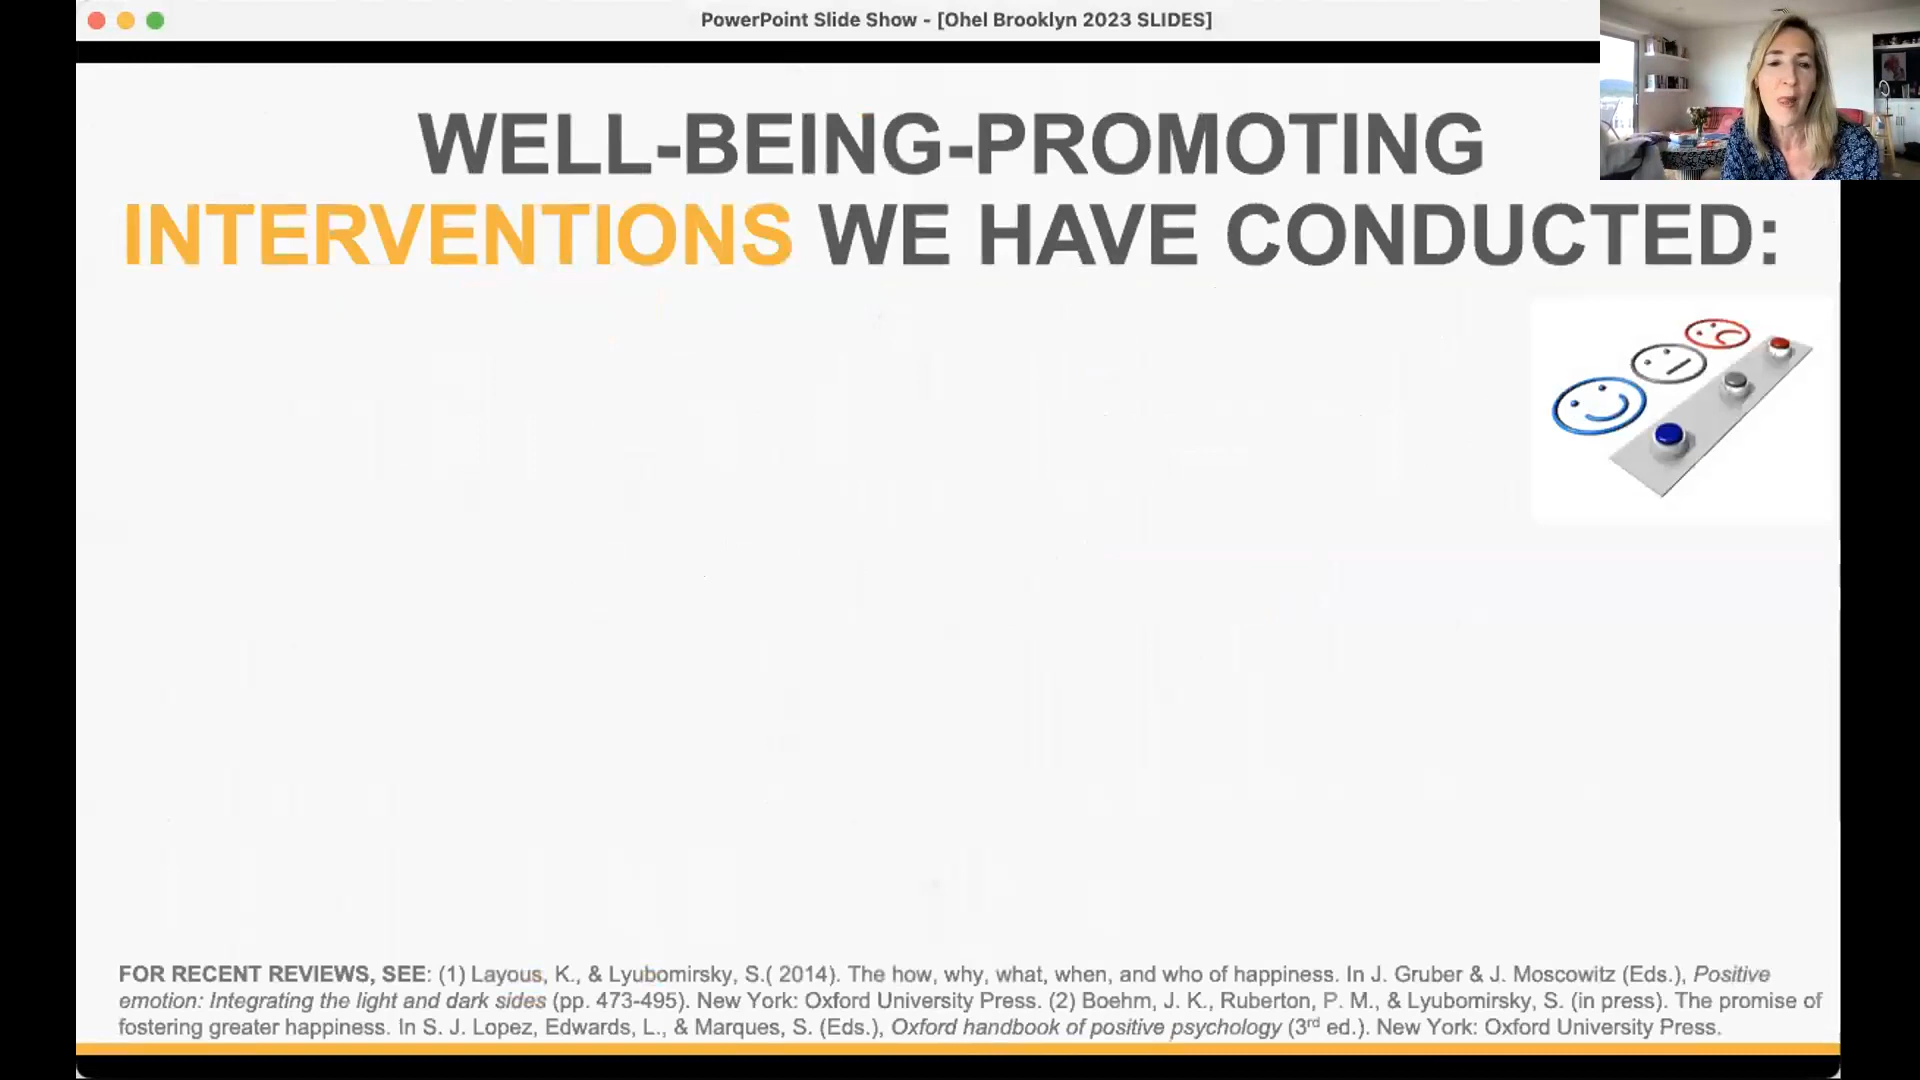 PowerPoint Slide Show - [Ohel Brooklyn 2023 SLIDES]
WELL-BEING-PROMOTING
INTERVENTIONS WE HAVE CONDUCTED:
FOR RECENT REVIEWS, SEE: (1) Layous, K., & Lyubomirsky, S.( 2014). The how, why, what, when, and who of happiness. In J. Gruber & J. Moscowitz (Eds.), Positive
emotion: Integrating the light and dark sides (pp. 473-495). New York: Oxford University Press. (2) Boehm, J. K., Ruberton, P. M., & Lyubomirsky, S. (in press). The promise of
fostering greater happiness. In S. J. Lopez, Edwards, L., & Marques, S. (Eds.), Oxford handbook of positive psychology (3rd ed.). New York: Oxford University Press.